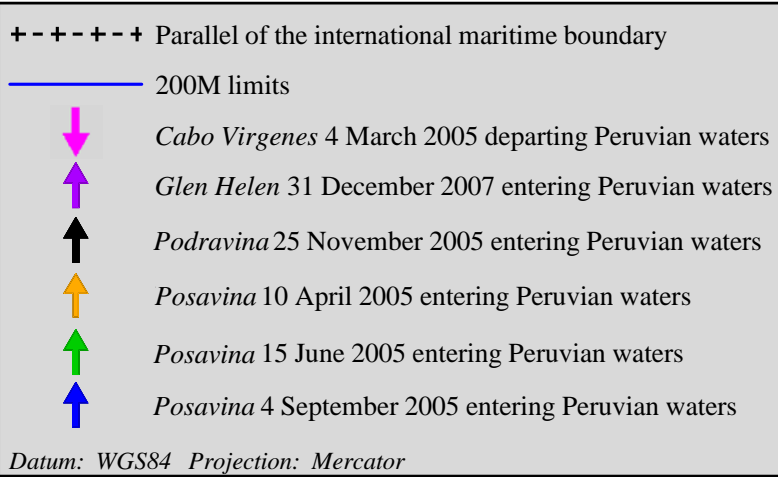 Parallel of the international maritime boundary
200M limits
Cabo Virgenes 4 March 2005 departing Peruvian waters
Glen Helen 31 December 2007 entering Peruvian waters
Podravina 25 November 2005 entering Peruvian waters
Posavina 10 April 2005 entering Peruvian waters
Posavina 15 June 2005 entering Peruvian waters
Posavina 4 September 2005 entering Peruvian waters
Datum: WGS84 Projection: Mercator